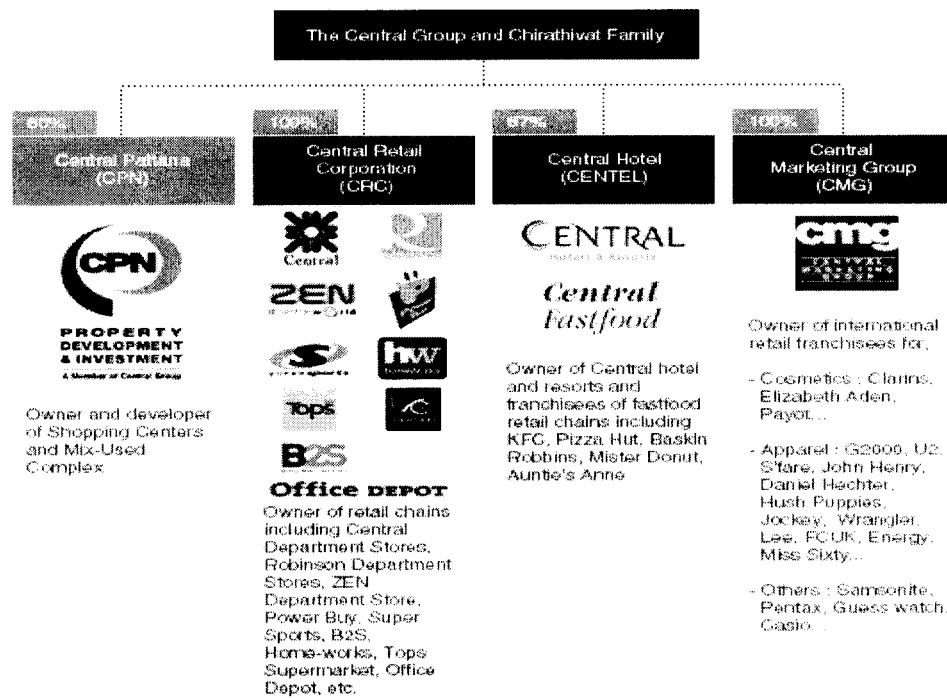 The Central Group and Chirathivat Family
100%
67%
100%
Central Pattana
(CPN)
Central Retail
Corporation
(CRC)
Central Hotel
(CENTEL)
Central
Marketing Group
(CMG)
CPN
PROPERTY
DEVELOPMENT
& INVESTMENT
A Member of Central Group
Owner and developer
of Shopping Centers
and Mix-Used
Complex
Central
ZEN
S
hw
Tops
B2S
Office DEPOT
Owner of retail chains
including Central
Department Stores,
Robinson Department
Stores, ZEN
Department Store,
Power Buy, Super
Sports, B2S,
Home-works, Tops
Supermarket, Office
Depot, etc.
CENTRAL
Hotels & Resorts
Central
Fastfood
Owner of Central hotel
and resorts and
franchisees of fastfood
retail chains including
KFC, Pizza Hut, Baskin
Robbins, Mister Donut,
Auntie's Anne
cmg
CENTRAL
MARKETING
GROUP
Owner of international
retail franchisees for;
- Cosmetics : Clarins,
Elizabeth Aden,
Payot...
- Apparel : G2000, U2,
S'fare, John Henry,
Daniel Hechter,
Hush Puppies,
Jockey, Wrangler,
Lee, FCUK, Energy,
Miss Sixty...
- Others : Samsonite,
Pentax, Guess watch,
Casio...